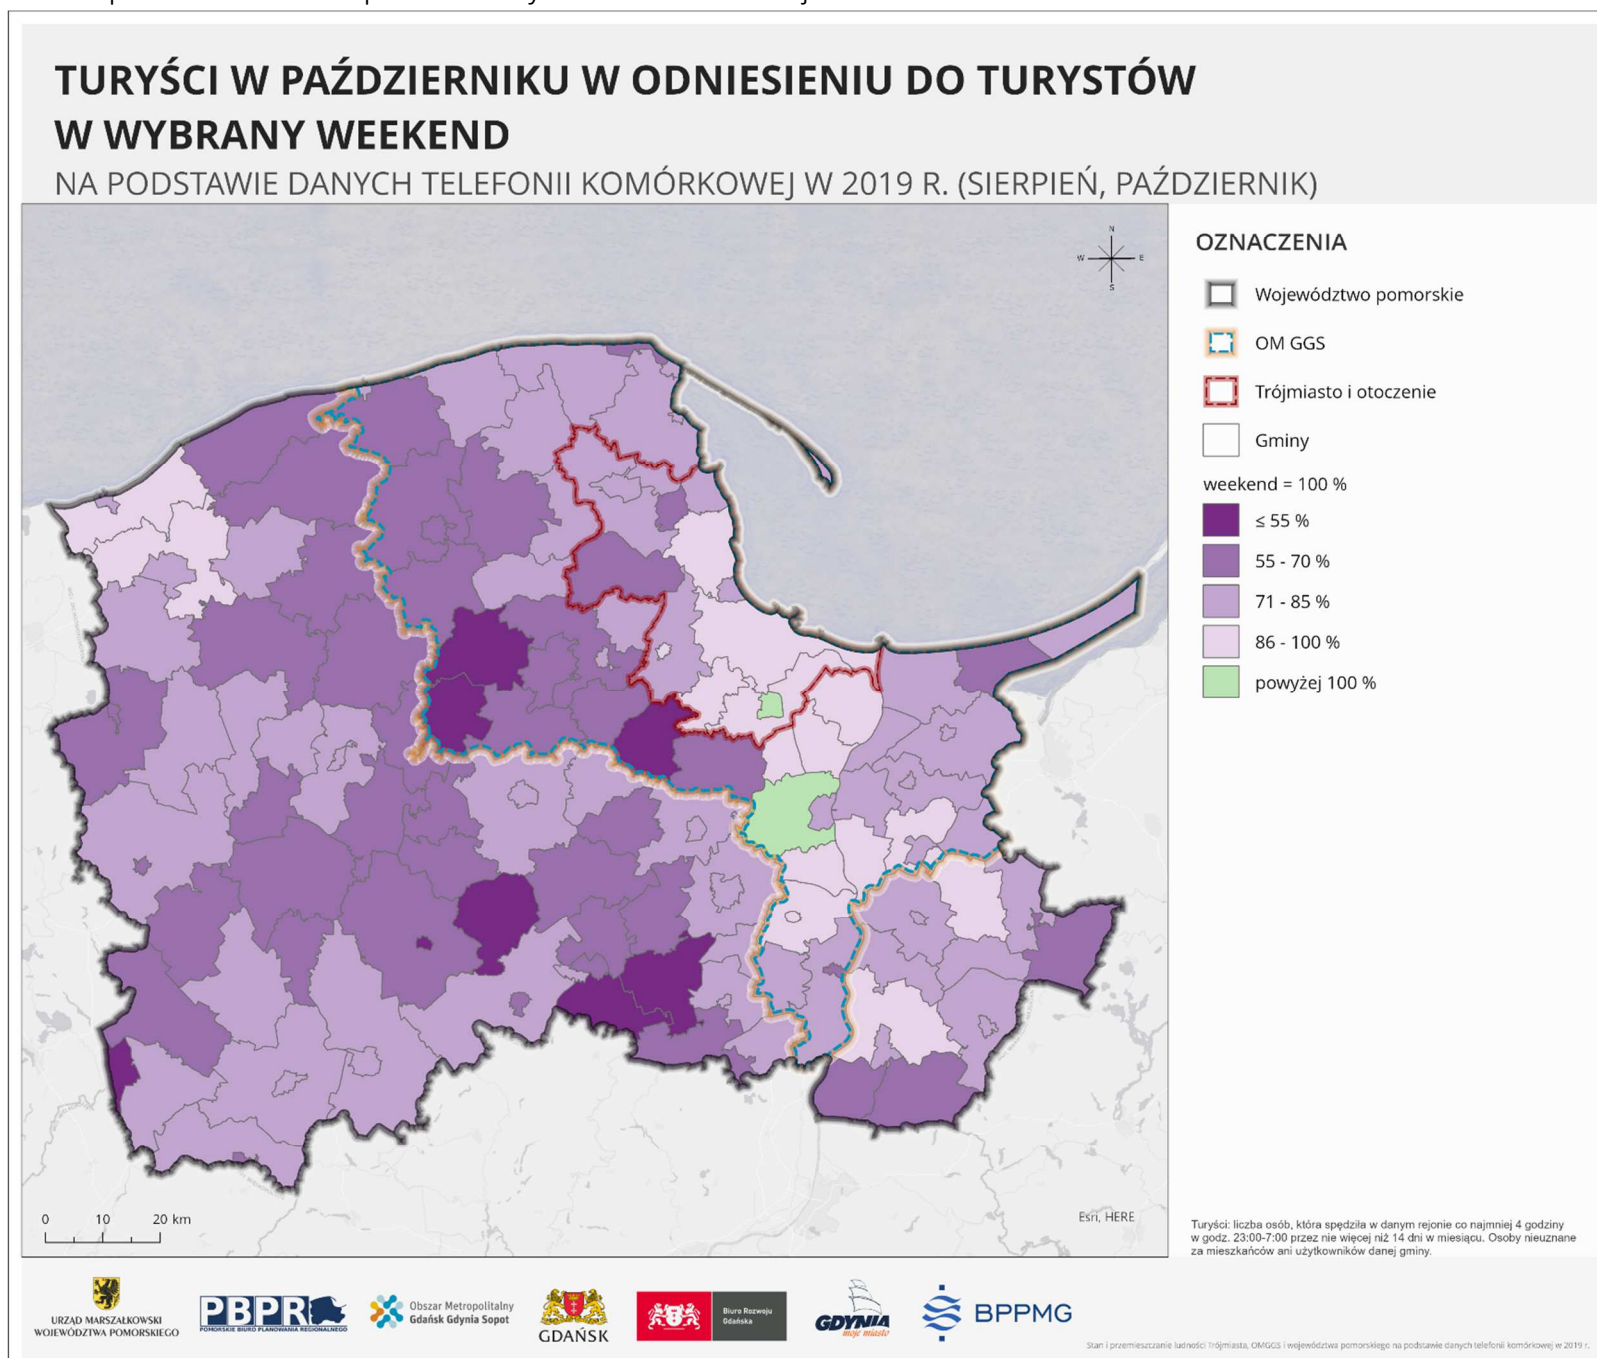 TURYŚCI W PAŹDZIERNIKU W ODNIESIENIU DO TURYSTÓW
W WYBRANY WEEKEND
NA PODSTAWIE DANYCH TELEFONII KOMÓRKOWEJ W 2019 R. (SIERPIEŃ, PAŹDZIERNIK)
N
W E
S
OZNACZENIA
Województwo pomorskie
OM GGS
Trójmiasto i otoczenie
Gminy
weekend = 100 %
≤ 55 %
55 - 70 %
71 - 85 %
86 - 100 %
powyżej 100 %
0 10 20 km
Esri, HERE
Turyści: liczba osób, która spędziła w danym rejonie co najmniej 4 godziny
w godz. 23:00-7:00 przez nie więcej niż 14 dni w miesiącu. Osoby nieuznane
za mieszkańców ani użytkowników danej gminy.
URZĄD MARSZAŁKOWSKI
WOJEWÓDZTWA POMORSKIEGO
PBPR
POMORSKIE BIURO PLANOWANIA REGIONALNEGO
Obszar Metropolitalny
Gdańsk Gdynia Sopot
GDAŃSK
Biuro Rozwoju
Gdańska
GDYNIA
moje miasto
BPPMG
Stan i przemieszczanie ludności Trójmiasta, OMGGS i województwa pomorskiego na podstawie danych telefonii komórkowej w 2019 r.